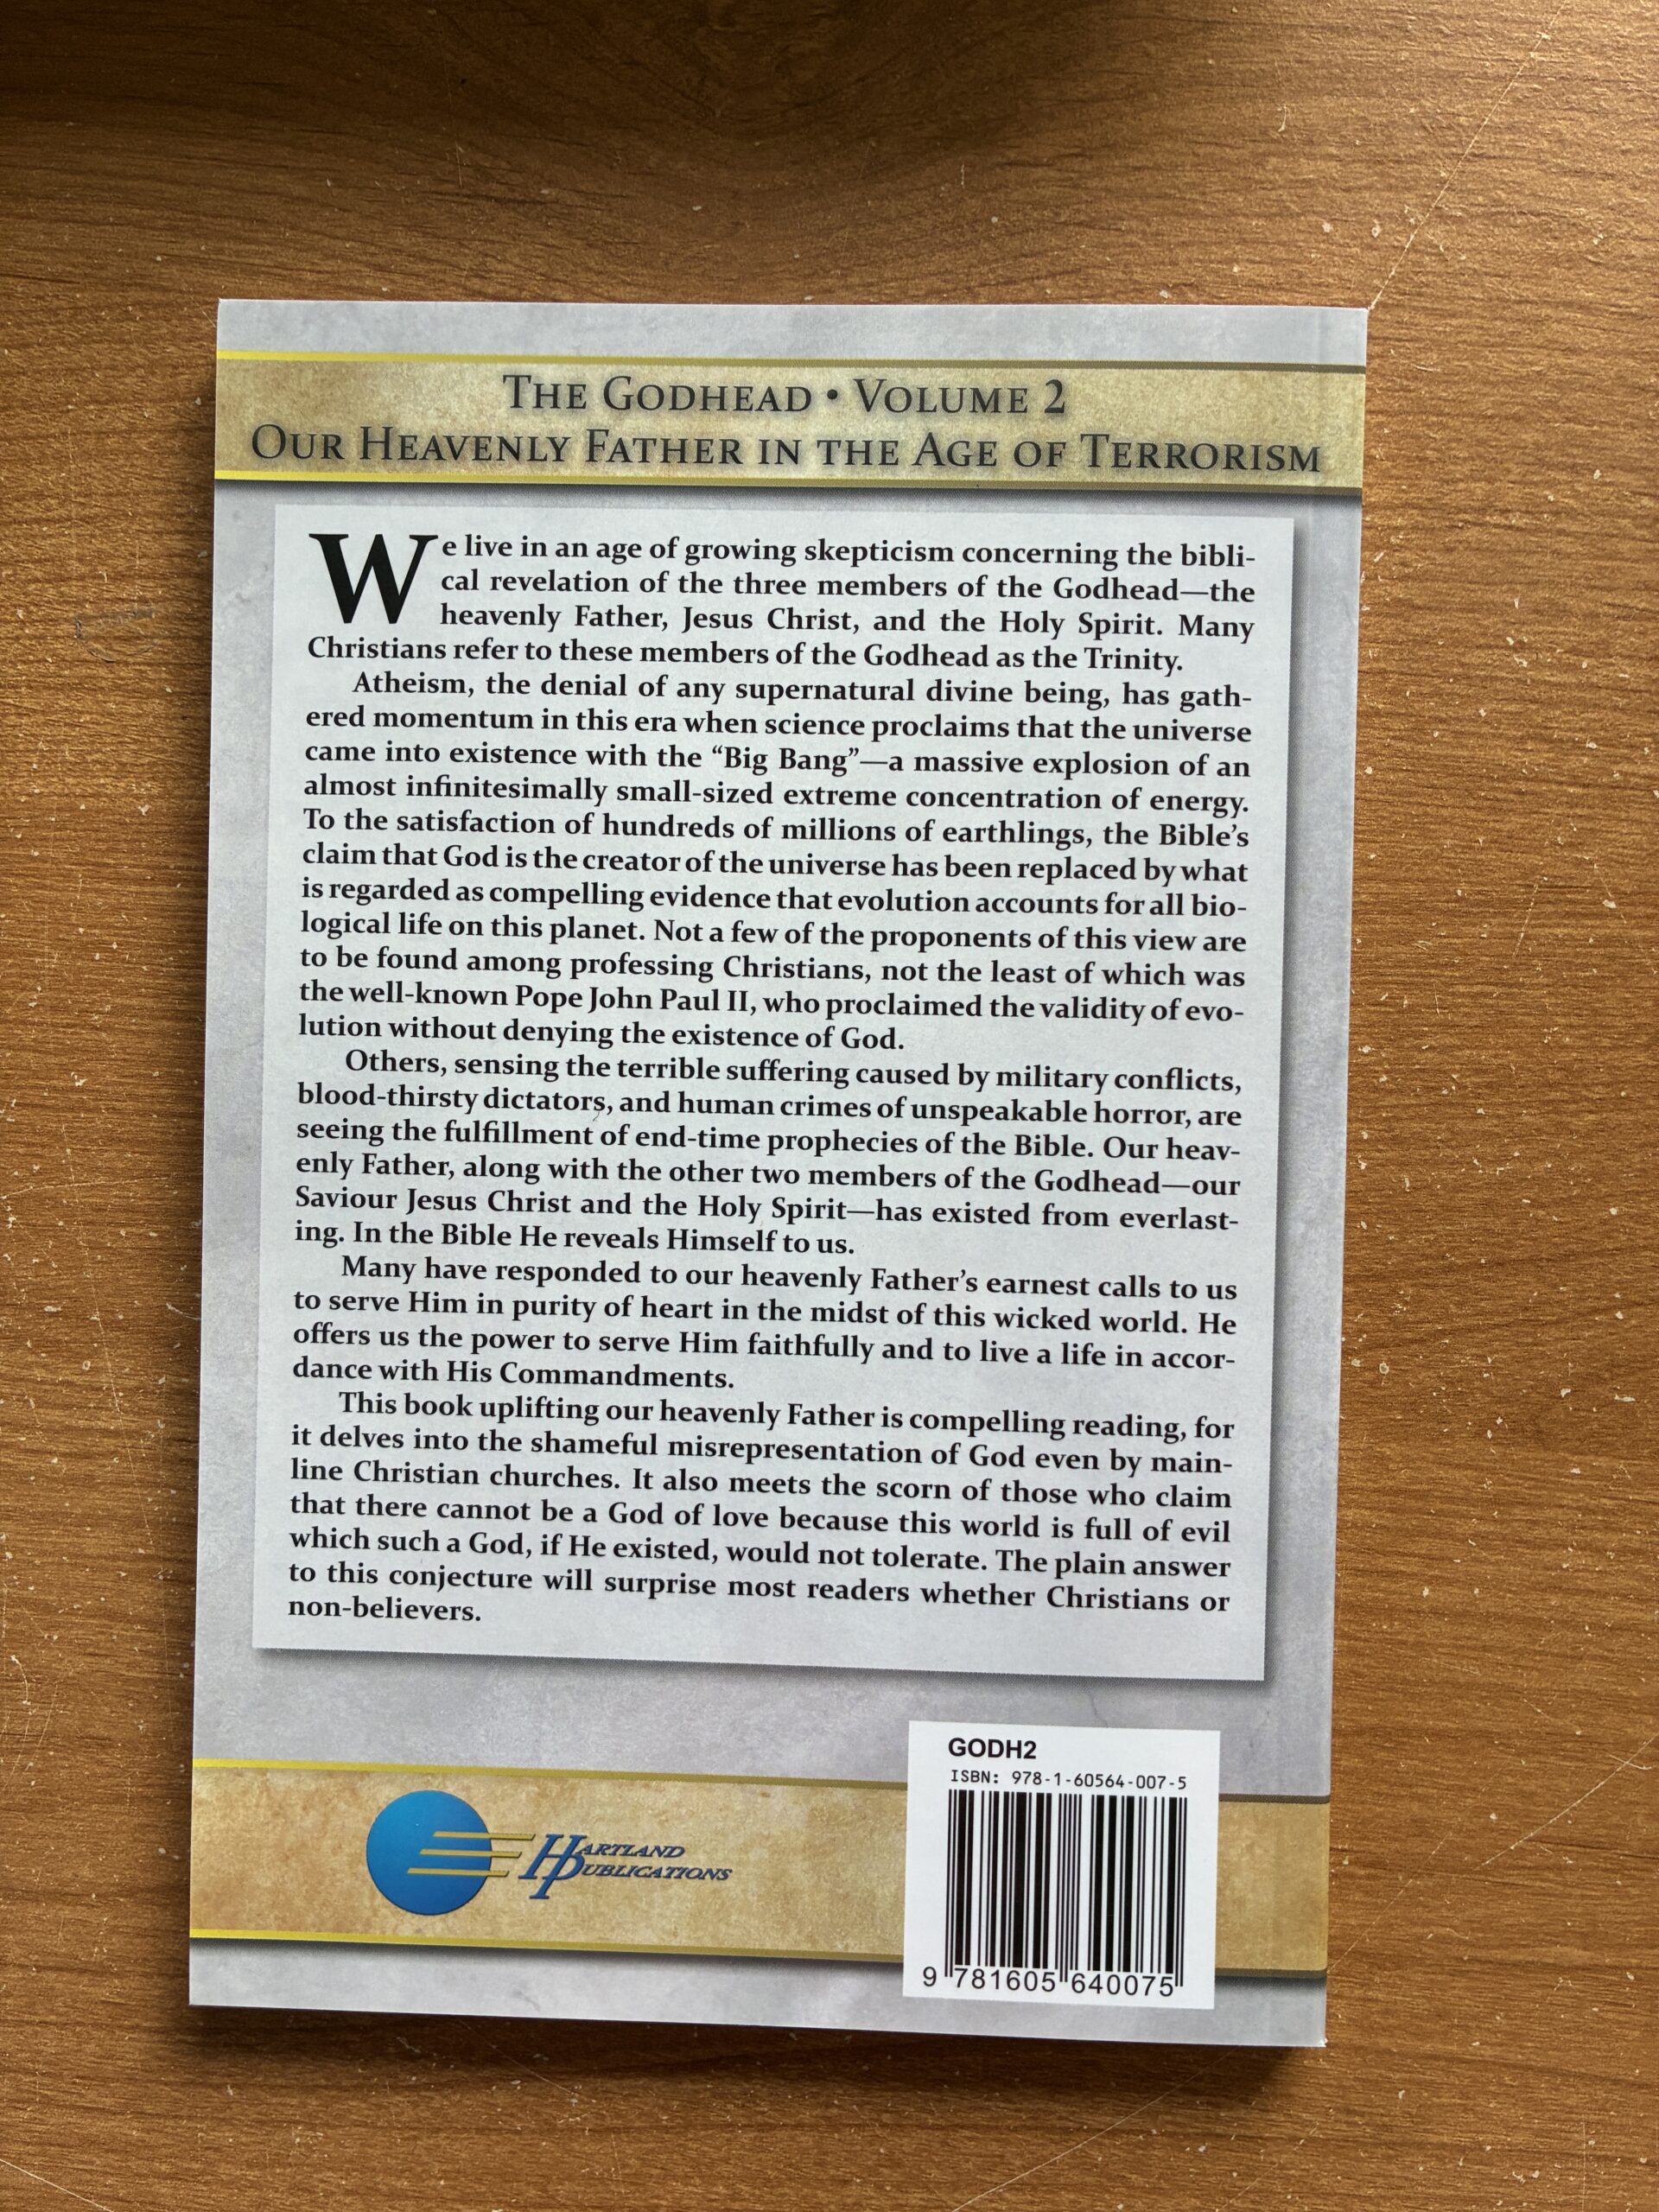 The Godhead • Volume 2
Our Heavenly Father in the Age of Terrorism
We live in an age of growing skepticism concerning the bibli-
cal revelation of the three members of the Godhead—the
heavenly Father, Jesus Christ, and the Holy Spirit. Many
Christians refer to these members of the Godhead as the Trinity.
Atheism, the denial of any supernatural divine being, has gath-
ered momentum in this era when science proclaims that the universe
came into existence with the “Big Bang”—a massive explosion of an
almost infinitesimally small-sized extreme concentration of energy.
To the satisfaction of hundreds of millions of earthlings, the Bible’s
claim that God is the creator of the universe has been replaced by what
is regarded as compelling evidence that evolution accounts for all bio-
logical life on this planet. Not a few of the proponents of this view are
to be found among professing Christians, not the least of which was
the well-known Pope John Paul II, who proclaimed the validity of evo-
lution without denying the existence of God.
Others, sensing the terrible suffering caused by military conflicts,
blood-thirsty dictators, and human crimes of unspeakable horror, are
seeing the fulfillment of end-time prophecies of the Bible. Our heav-
enly Father, along with the other two members of the Godhead—our
Saviour Jesus Christ and the Holy Spirit—has existed from everlast-
ing. In the Bible He reveals Himself to us.
Many have responded to our heavenly Father’s earnest calls to us
to serve Him in purity of heart in the midst of this wicked world. He
offers us the power to serve Him faithfully and to live a life in accor-
dance with His Commandments.
This book uplifting our heavenly Father is compelling reading, for
it delves into the shameful misrepresentation of God even by main-
line Christian churches. It also meets the scorn of those who claim
that there cannot be a God of love because this world is full of evil
which such a God, if He existed, would not tolerate. The plain answer
to this conjecture will surprise most readers whether Christians or
non-believers.
Hartland
Publications
GODH2
ISBN: 978-1-60564-007-5
9 781605 640075